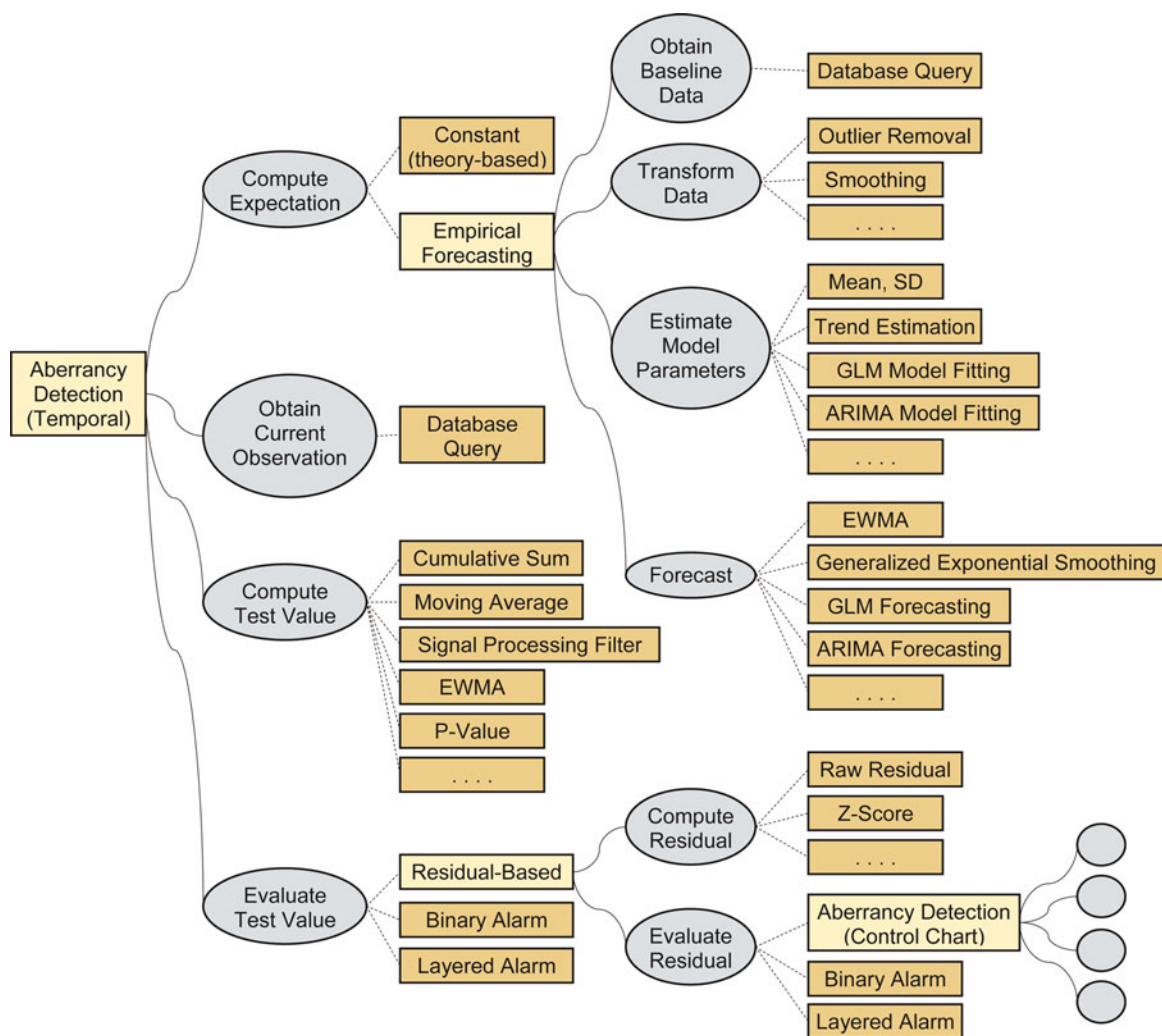 Aberrancy
Detection
(Temporal)
Compute
Expectation
Constant
(theory-based)
Empirical
Forecasting
Obtain
Baseline
Data
Database Query
Transform
Data
Outlier Removal
Smoothing
. . . .
Estimate
Model
Parameters
Mean, SD
Trend Estimation
GLM Model Fitting
ARIMA Model Fitting
. . . .
Forecast
EWMA
Generalized Exponential Smoothing
GLM Forecasting
ARIMA Forecasting
. . . .
Obtain
Current
Observation
Database
Query
Compute
Test Value
Cumulative Sum
Moving Average
Signal Processing Filter
EWMA
P-Value
. . . .
Evaluate
Test Value
Residual-Based
Binary Alarm
Layered Alarm
Compute
Residual
Raw Residual
Z-Score
. . . .
Evaluate
Residual
Aberrancy Detection
(Control Chart)
Binary Alarm
Layered Alarm